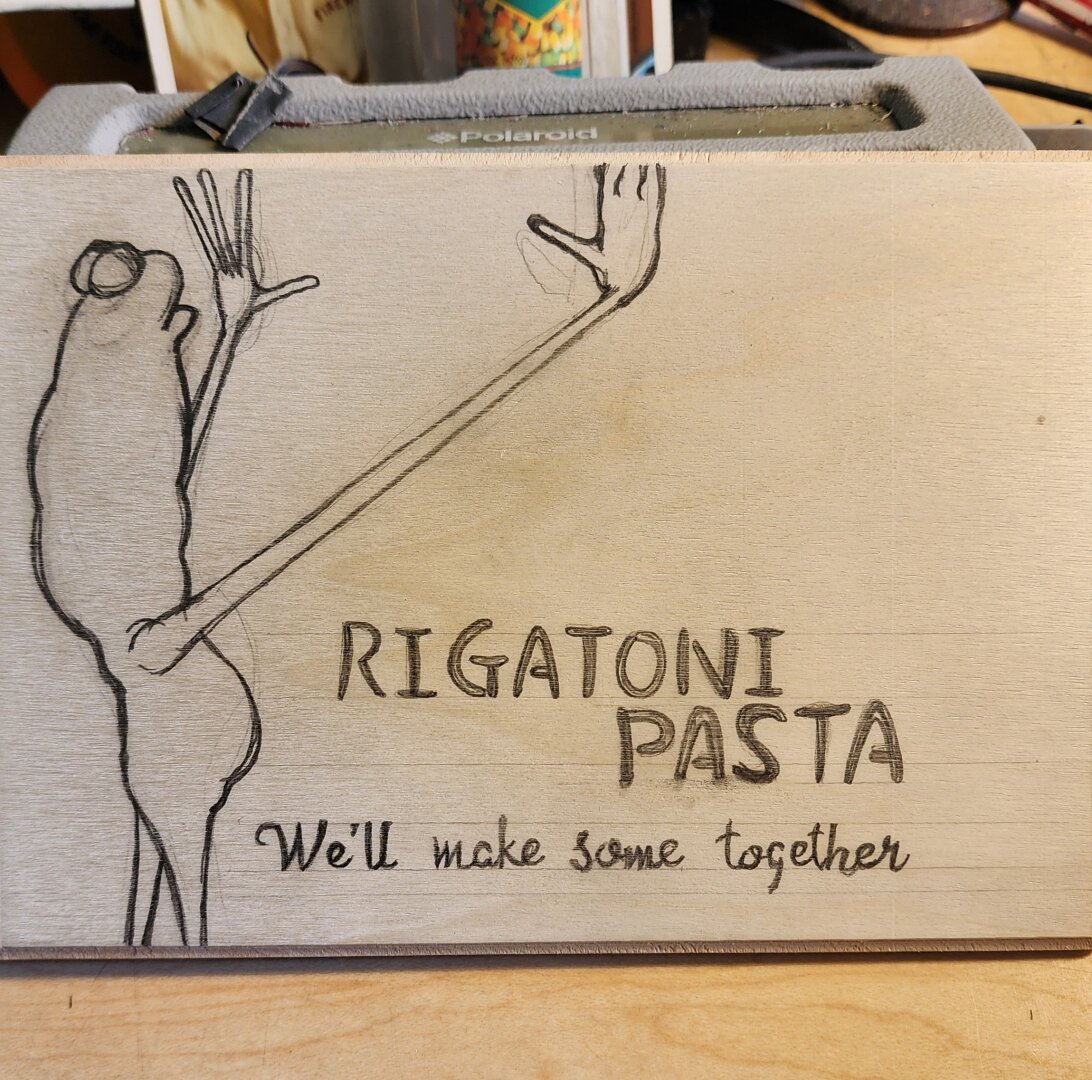 Polaroid
RIGATONI
PASTA
We'll make some together